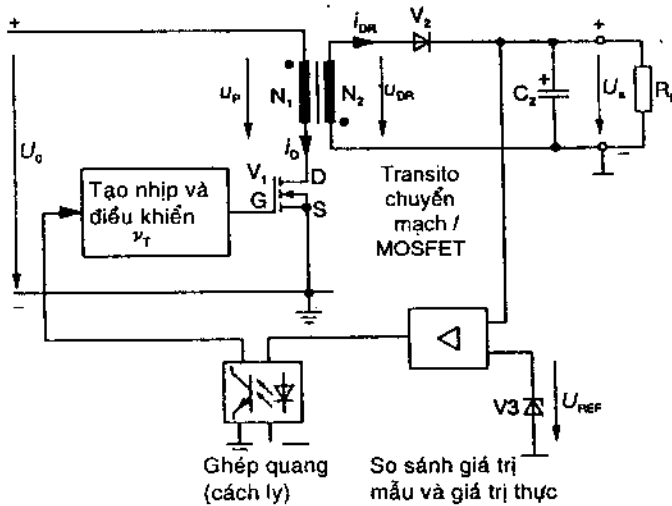 +
i_DR
V_2
+
u_P
N_1
N_2
u_DR
+
C_2
U_a
U_0
i_D
V_1
D
G
S
Tạo nhịp và
điều khiển
ν_T
Transito
chuyển
mạch /
MOSFET
–
–
V3
U_REF
Ghép quang
(cách ly)
So sánh giá trị
mẫu và giá trị thực